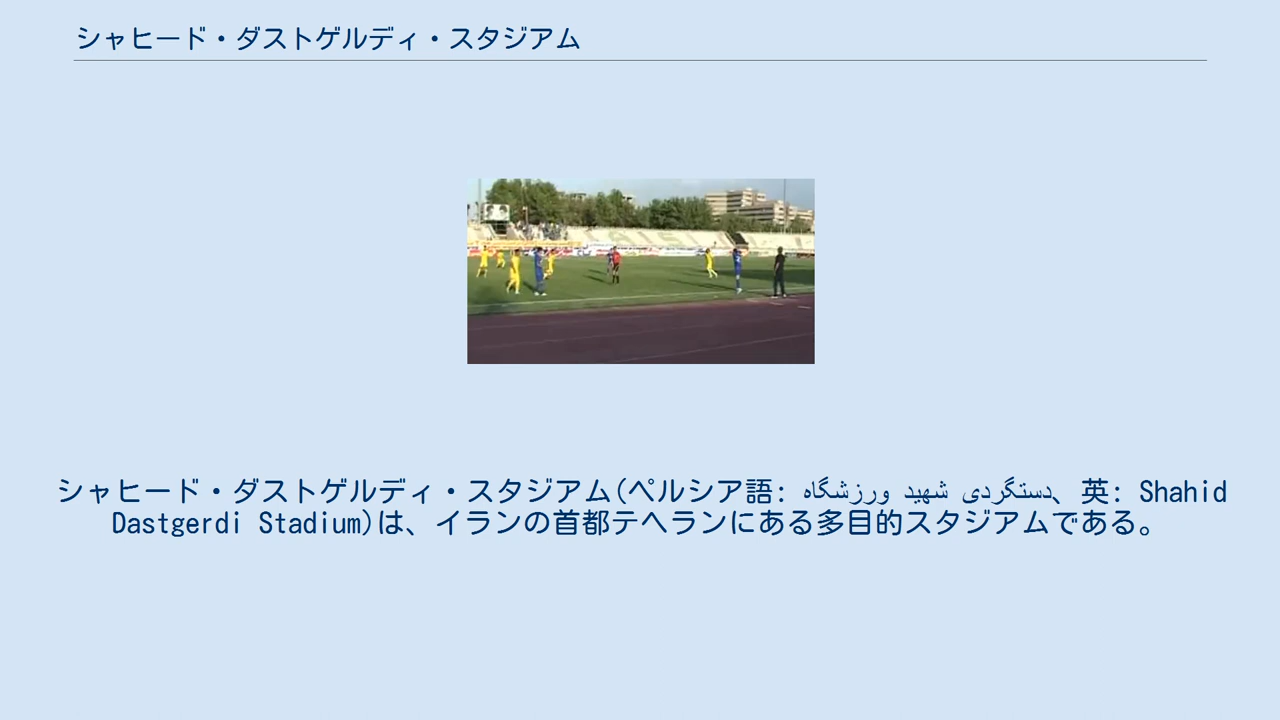 シャヒード・ダストゲルディ・スタジアム
シャヒード・ダストゲルディ・スタジアム(ペルシア語: ورزشگاه شهید دستگردی、英: Shahid
Dastgerdi Stadium)は、イランの首都テヘランにある多目的スタジアムである。